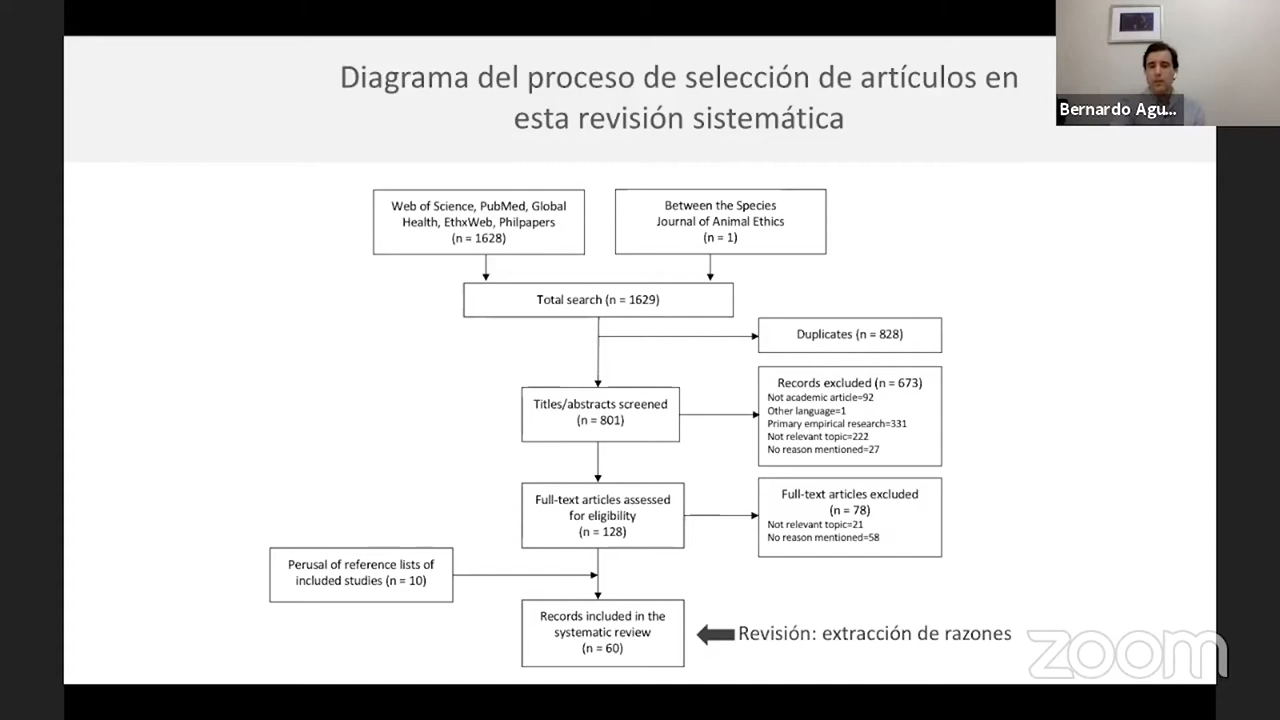 Diagrama del proceso de selección de artículos en
esta revisión sistemática
Bernardo Agu...
Web of Science, PubMed, Global
Health, EthxWeb, Philpapers
(n = 1628)
Between the Species
Journal of Animal Ethics
(n = 1)
Total search (n = 1629)
Duplicates (n = 828)
Titles/abstracts screened
(n = 801)
Records excluded (n = 673)
Not academic article=92
Other language=1
Primary empirical research=331
Not relevant topic=222
No reason mentioned=27
Full-text articles assessed
for eligibility
(n = 128)
Full-text articles excluded
(n = 78)
Not relevant topic=21
No reason mentioned=58
Perusal of reference lists of
included studies (n = 10)
Records included in the
systematic review
(n = 60)
Revisión: extracción de razones
zoom